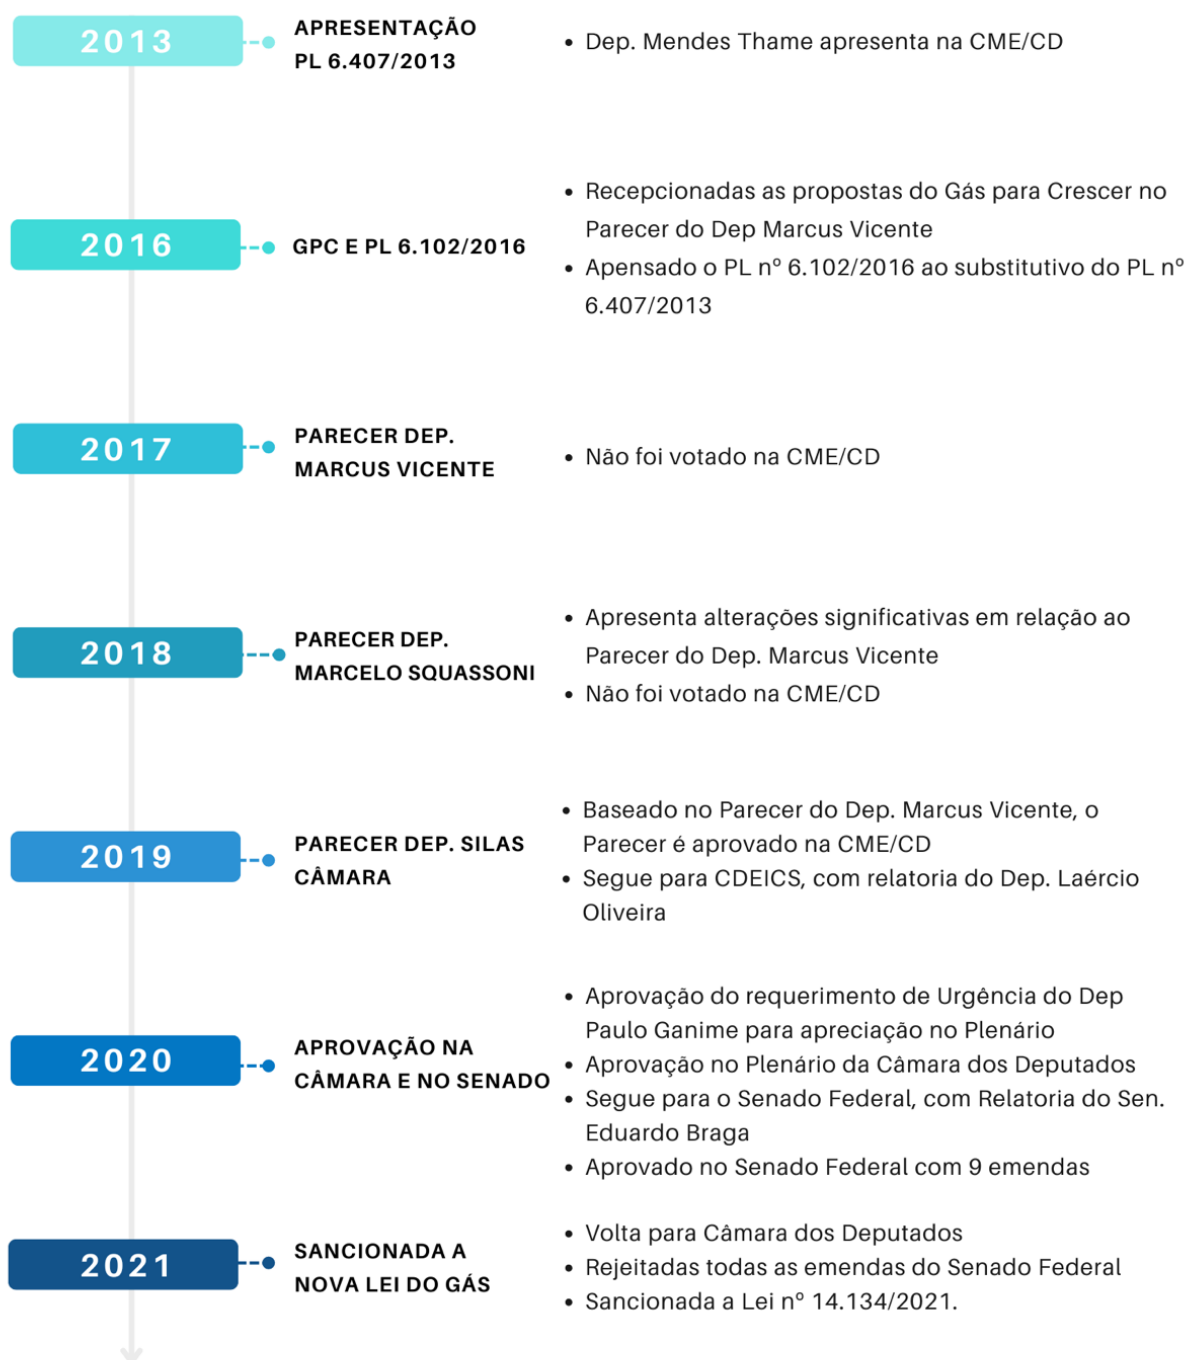 2013
APRESENTAÇÃO
PL 6.407/2013
• Dep. Mendes Thame apresenta na CME/CD
2016
GPC E PL 6.102/2016
• Recepcionadas as propostas do Gás para Crescer no
Parecer do Dep Marcus Vicente
• Apensado o PL nº 6.102/2016 ao substitutivo do PL nº
6.407/2013
2017
PARECER DEP.
MARCUS VICENTE
• Não foi votado na CME/CD
2018
PARECER DEP.
MARCELO SQUASSONI
• Apresenta alterações significativas em relação ao
Parecer do Dep. Marcus Vicente
• Não foi votado na CME/CD
2019
PARECER DEP. SILAS
CÂMARA
• Baseado no Parecer do Dep. Marcus Vicente, o
Parecer é aprovado na CME/CD
• Segue para CDEICS, com relatoria do Dep. Laércio
Oliveira
2020
APROVAÇÃO NA
CÂMARA E NO SENADO
• Aprovação do requerimento de Urgência do Dep
Paulo Ganime para apreciação no Plenário
• Aprovação no Plenário da Câmara dos Deputados
• Segue para o Senado Federal, com Relatoria do Sen.
Eduardo Braga
• Aprovado no Senado Federal com 9 emendas
2021
SANCIONADA A
NOVA LEI DO GÁS
• Volta para Câmara dos Deputados
• Rejeitadas todas as emendas do Senado Federal
• Sancionada a Lei nº 14.134/2021.